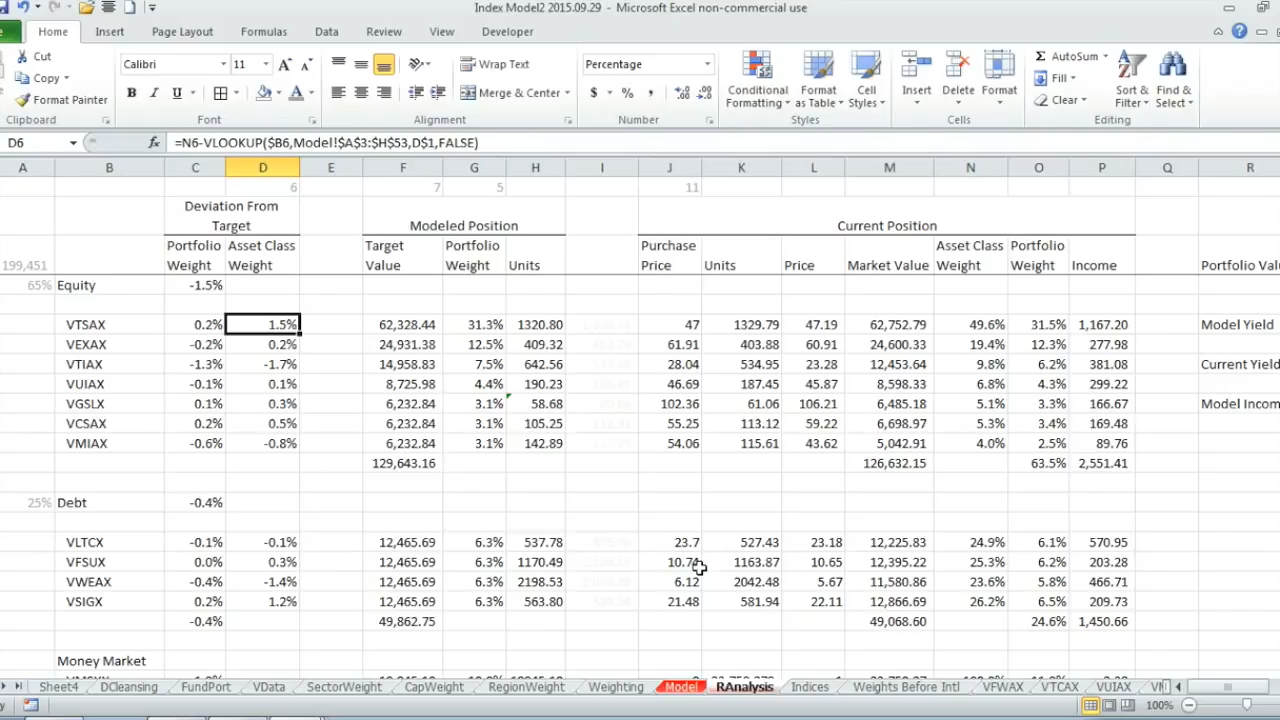 Index Model2 2015.09.29 - Microsoft Excel non-commercial use
Home Insert Formulas Page Layout Formulas Data Review View Developer
Cut Calibri 11 Wrap Text Percentage Σ AutoSum
Copy Fill
Format Painter B I U Merge & Center $ % , Conditional Formatting Format as Table Cell Styles Insert Delete Format Clear Sort & Filter Find & Select
Clipboard Font Alignment Number Styles Cells Editing
D6 fx =N6-VLOOKUP($B6,Model!$A$3:$H$53,D$1,FALSE)
A B C D E F G H I J K L M N O P Q R
6 7 5 11
Deviation From Target Modeled Position Current Position
Portfolio Weight Asset Class Weight Target Value Portfolio Weight Units Purchase Price Units Price Market Value Asset Class Weight Portfolio Weight Income
199,451 Portfolio Val
65% Equity -1.5%
VTSAX 0.2% 1.5% 62,328.44 31.3% 1320.80 47 1329.79 47.19 62,752.79 49.6% 31.5% 1,167.20 Model Yield
VEXAX -0.2% 0.2% 24,931.38 12.5% 409.32 61.91 403.88 60.91 24,600.33 19.4% 12.3% 277.98
VTIAX -1.3% -1.7% 14,958.83 7.5% 642.56 28.04 534.95 23.28 12,453.64 9.8% 6.2% 381.08 Current Yield
VUIAX -0.1% 0.1% 8,725.98 4.4% 190.23 46.69 187.45 45.87 8,598.33 6.8% 4.3% 299.22
VGSLX 0.1% 0.3% 6,232.84 3.1% 58.68 102.36 61.06 106.21 6,485.18 5.1% 3.3% 166.67 Model Incom
VCSAX 0.2% 0.5% 6,232.84 3.1% 105.25 55.25 113.12 59.22 6,698.97 5.3% 3.4% 169.48
VMIAX -0.6% -0.8% 6,232.84 3.1% 142.89 54.06 115.61 43.62 5,042.91 4.0% 2.5% 89.76
129,643.16 126,632.15 63.5% 2,551.41
25% Debt -0.4%
VLTCX -0.1% -0.1% 12,465.69 6.3% 537.78 23.7 527.43 23.18 12,225.83 24.9% 6.1% 570.95
VFSUX 0.0% 0.3% 12,465.69 6.3% 1170.49 10.74 1163.87 10.65 12,395.22 25.3% 6.2% 203.28
VWEAX -0.4% -1.4% 12,465.69 6.3% 2198.53 6.12 2042.48 5.67 11,580.86 23.6% 5.8% 466.71
VSIGX 0.2% 1.2% 12,465.69 6.3% 563.80 21.48 581.94 22.11 12,866.69 26.2% 6.5% 209.73
-0.4% 49,862.75 49,068.60 24.6% 1,450.66
Money Market
Sheet4 DCleansing FundPort VData SectorWeight CapWeight RegionWeight Weighting Model RAnalysis Indices Weights Before Intl VFWAX VTCAX VUIAX
100%